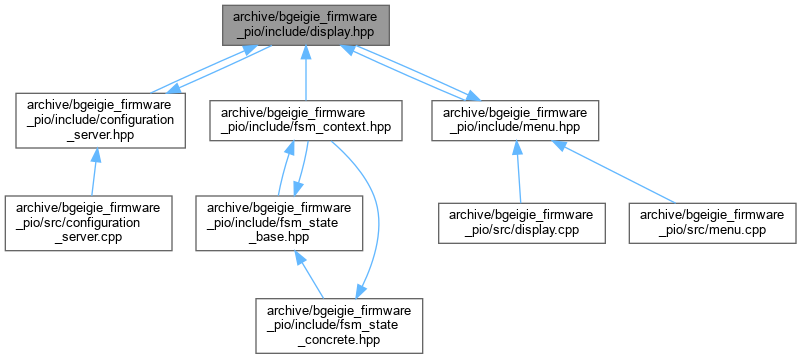 archive/bgeigie_firmware
_pio/include/display.hpp
archive/bgeigie_firmware
_pio/include/configuration
_server.hpp
archive/bgeigie_firmware
_pio/include/fsm_context.hpp
archive/bgeigie_firmware
_pio/include/menu.hpp
archive/bgeigie_firmware
_pio/src/configuration
_server.cpp
archive/bgeigie_firmware
_pio/include/fsm_state
_base.hpp
archive/bgeigie_firmware
_pio/src/display.cpp
archive/bgeigie_firmware
_pio/src/menu.cpp
archive/bgeigie_firmware
_pio/include/fsm_state
_concrete.hpp